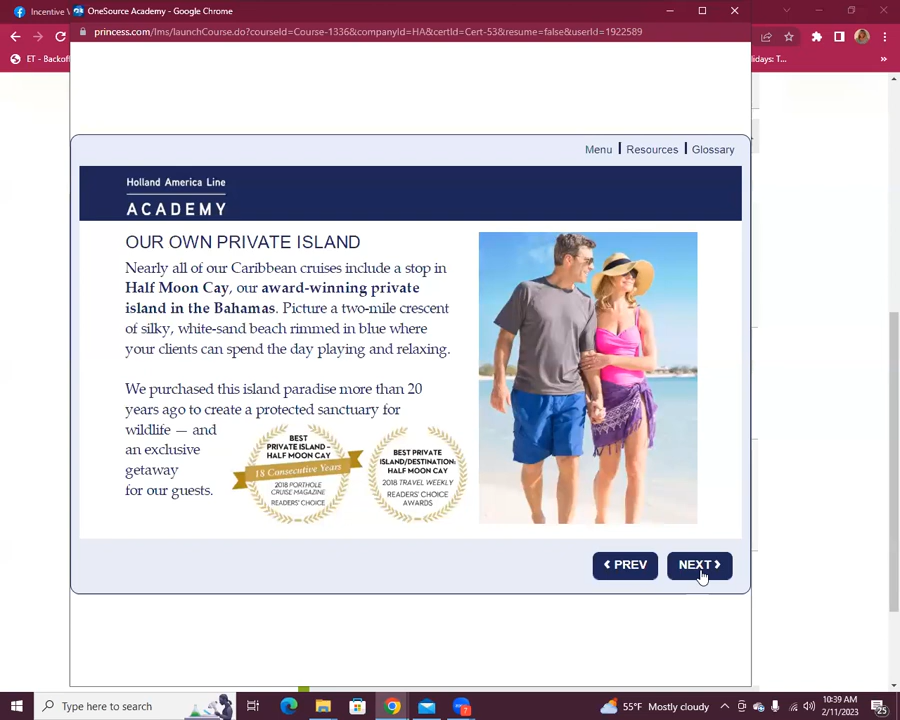 Incentive V
OneSource Academy - Google Chrome
princess.com/lms/launchCourse.do?courseId=Course-1336&companyId=HA&certId=Cert-53&resume=false&userId=1922589
ET - Backoff
lidays: T...
»
Menu | Resources | Glossary
Holland America Line
ACADEMY
OUR OWN PRIVATE ISLAND
Nearly all of our Caribbean cruises include a stop in
Half Moon Cay, our award-winning private
island in the Bahamas. Picture a two-mile crescent
of silky, white-sand beach rimmed in blue where
your clients can spend the day playing and relaxing.
We purchased this island paradise more than 20
years ago to create a protected sanctuary for
wildlife — and
an exclusive
getaway
for our guests.
BEST
PRIVATE ISLAND–
HALF MOON CAY
18 Consecutive Years
2018 PORTHOLE
CRUISE MAGAZINE
READERS' CHOICE
BEST PRIVATE
ISLAND/DESTINATION:
HALF MOON CAY
2018 TRAVEL WEEKLY
READERS' CHOICE
AWARDS
‹ PREV
NEXT ›
Type here to search
55°F Mostly cloudy
10:39 AM
2/11/2023
25